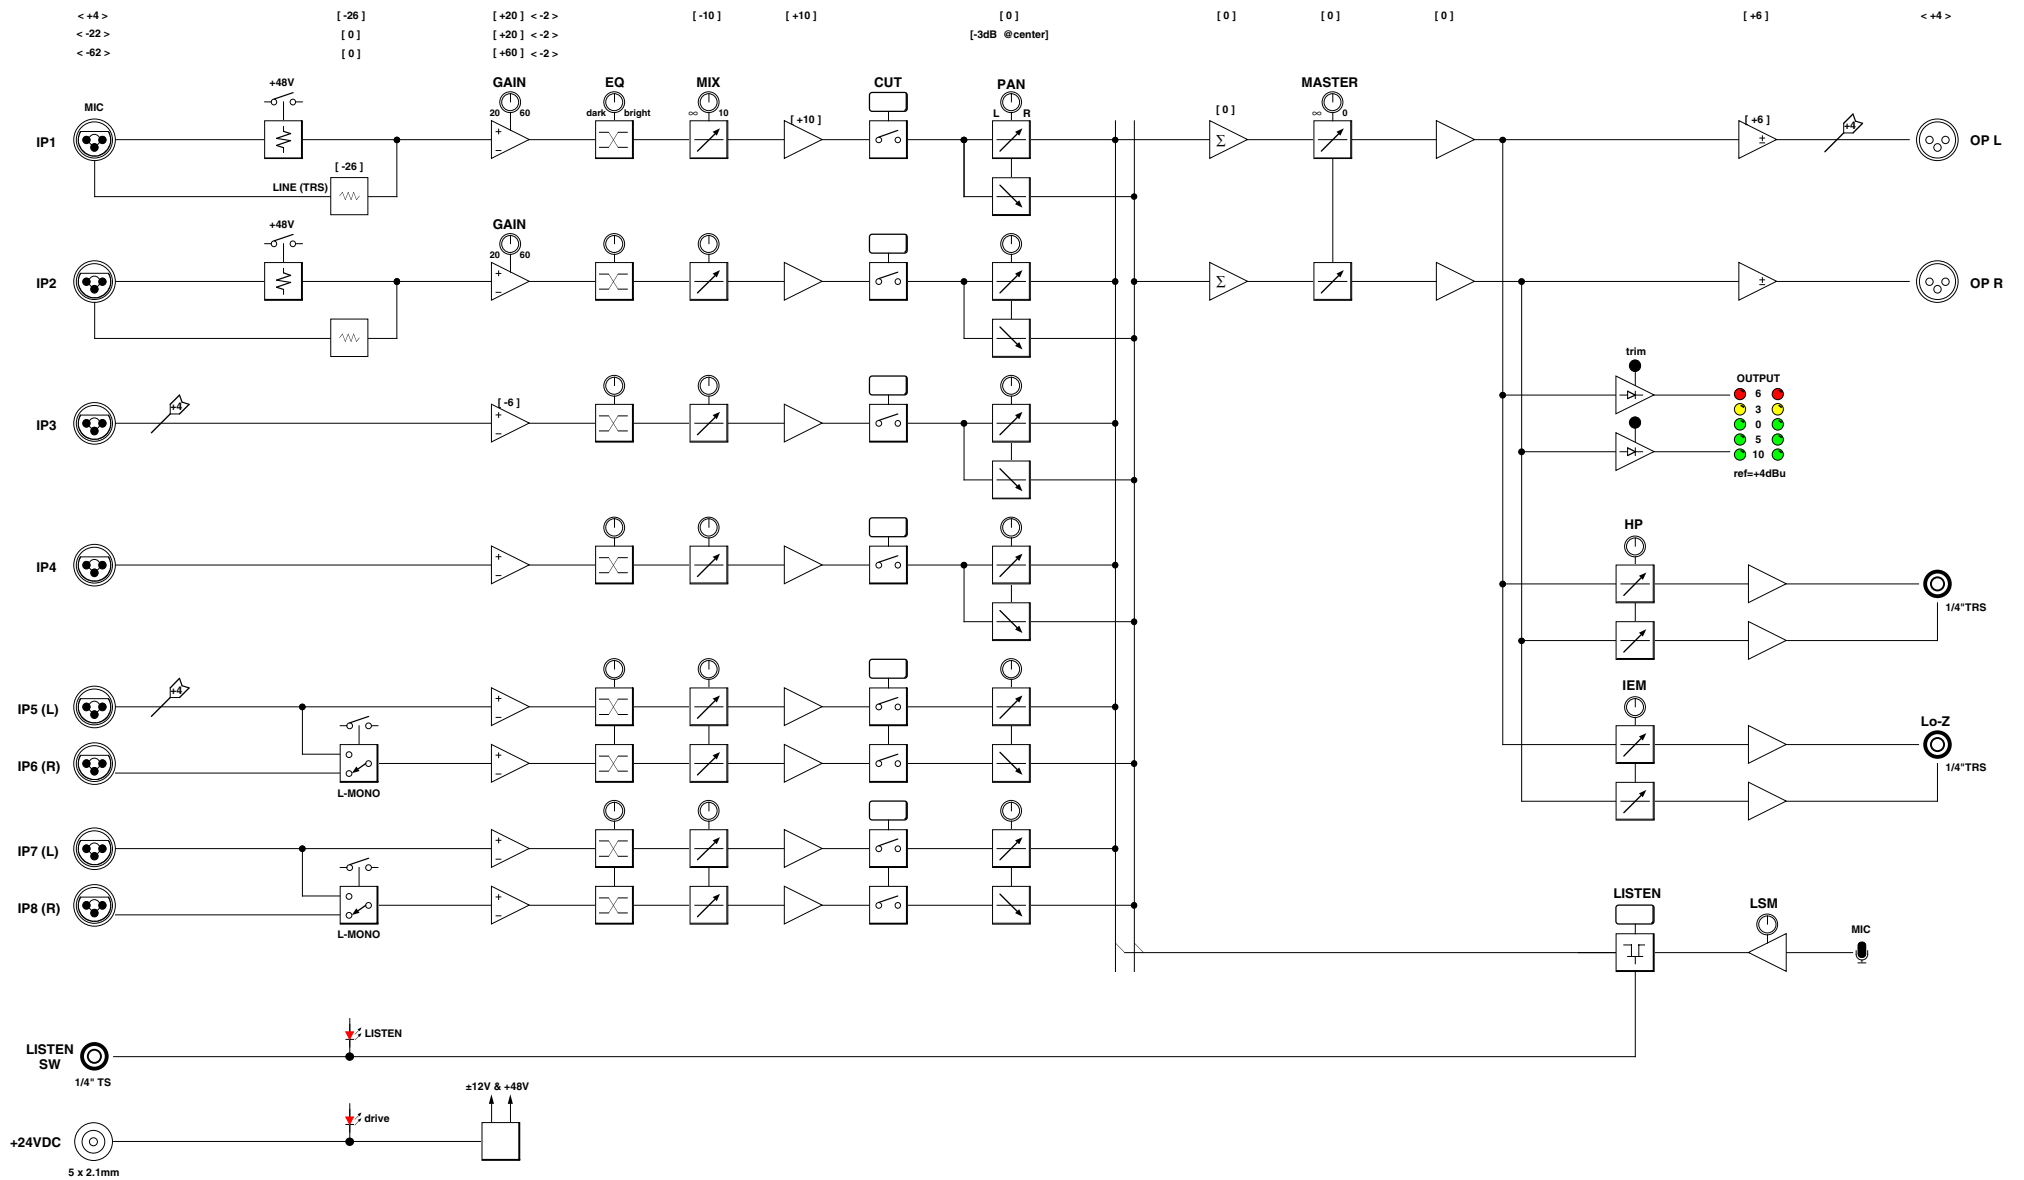 < +4 > [ -26 ] [ +20 ] < -2 > [ -10 ] [ +10 ] [ 0 ] [ 0 ] [ 0 ] [ 0 ] [ +6 ] < +4 >
< -22 > [ 0 ] [ +20 ] < -2 > [-3dB @center]
< -62 > [ 0 ] [ +60 ] < -2 >
+48V GAIN EQ MIX CUT PAN MASTER
MIC 20 60 dark bright ∞ 10 [ +10 ] L R [ 0 ] ∞ 0 [ +6 ] +4
IP1 + − Σ ± OP L
[ -26 ]
LINE (TRS)
+48V GAIN
20 60
IP2 + − Σ ± OP R
trim
OUTPUT
6
3
0
5
10
ref=+4dBu
+4 [ -6 ]
IP3 + −
HP
IP4 + −
1/4"TRS
+4
IP5 (L) + −
IEM
Lo-Z
IP6 (R) + −
1/4"TRS
L-MONO
IP7 (L) + −
IP8 (R) + −
L-MONO
LISTEN LSM
MIC
LISTEN
LISTEN
SW
1/4" TS
±12V & +48V
drive
+24VDC
5 x 2.1mm